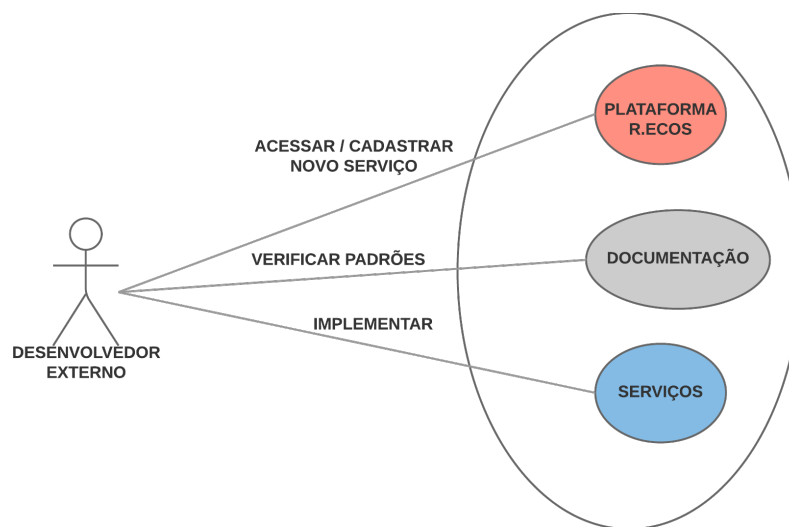 PLATAFORMA
R.ECOS
ACESSAR / CADASTRAR
NOVO SERVIÇO
VERIFICAR PADRÕES
DOCUMENTAÇÃO
IMPLEMENTAR
DESENVOLVEDOR
EXTERNO
SERVIÇOS